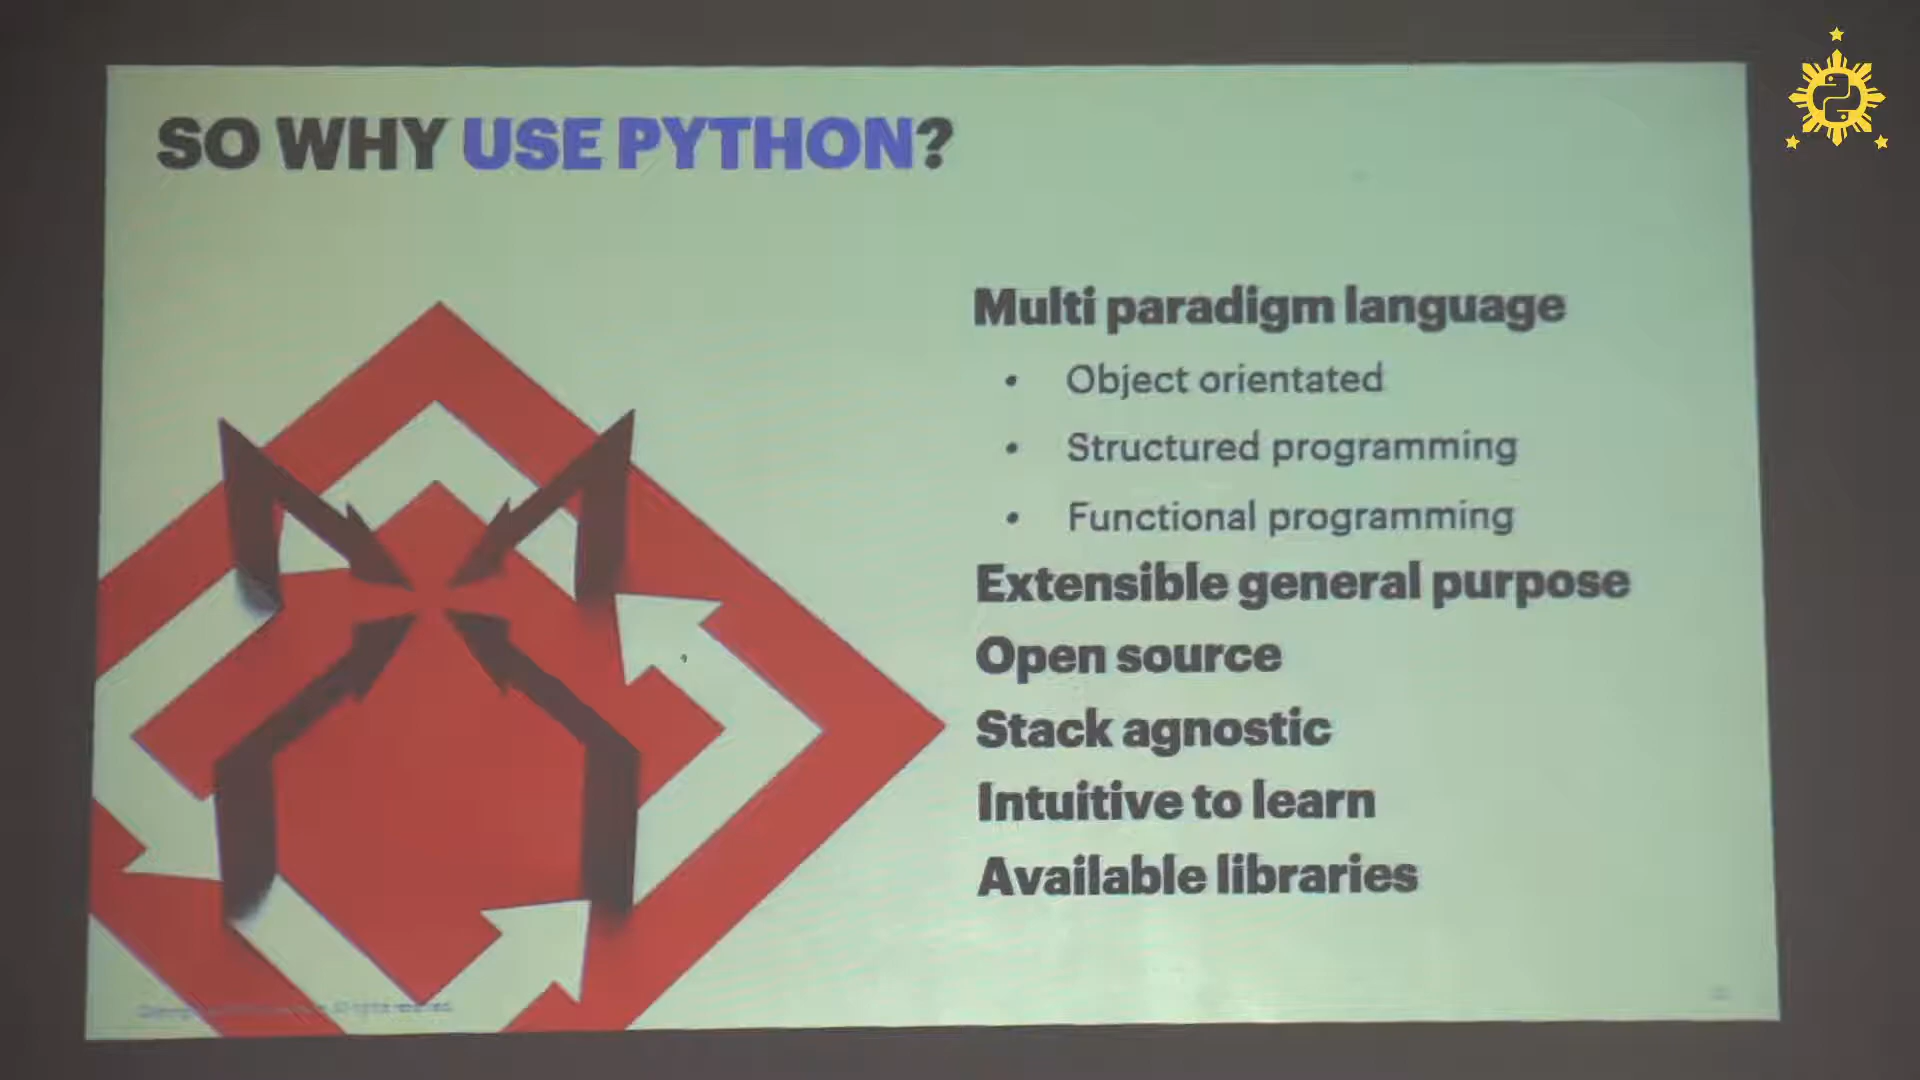 SO WHY USE PYTHON?
Multi paradigm language
• Object orientated
• Structured programming
• Functional programming
Extensible general purpose
Open source
Stack agnostic
Intuitive to learn
Available libraries